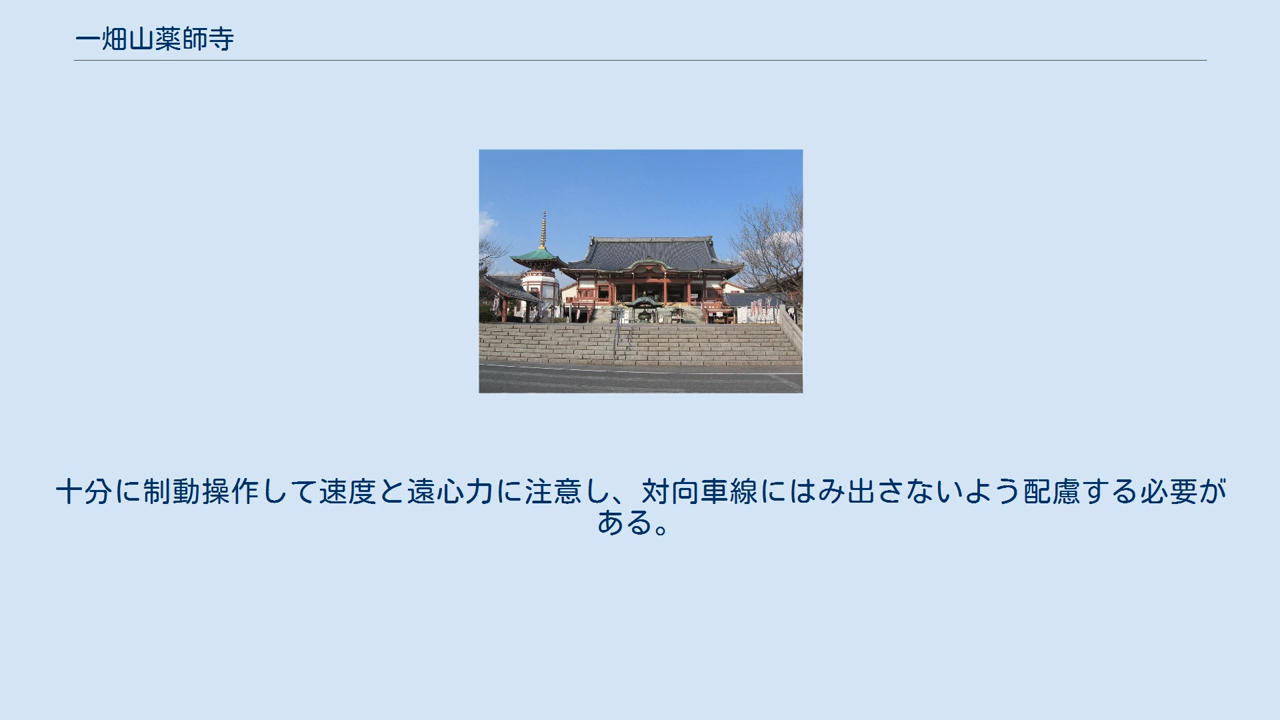 一畑山薬師寺
十分に制動操作して速度と遠心力に注意し、対向車線にはみ出さないよう配慮する必要が
ある。